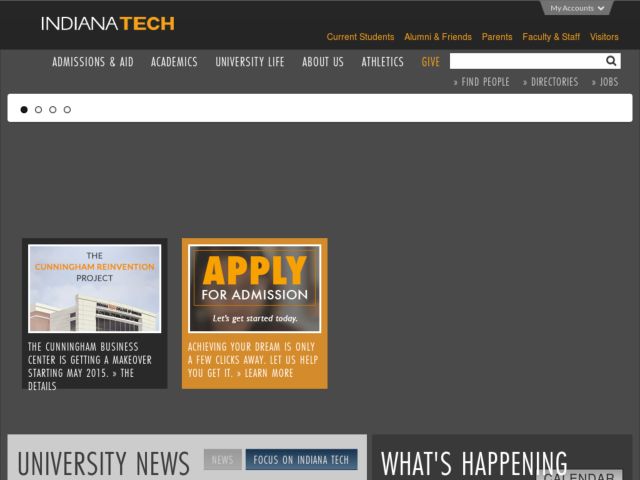 My Accounts
INDIANA TECH
Current Students Alumni & Friends Parents Faculty & Staff Visitors
ADMISSIONS & AID ACADEMICS UNIVERSITY LIFE ABOUT US ATHLETICS GIVE
» FIND PEOPLE » DIRECTORIES » JOBS
THE
CUNNINGHAM REINVENTION
PROJECT
THE CUNNINGHAM BUSINESS
CENTER IS GETTING A MAKEOVER
STARTING MAY 2015. » THE
DETAILS
APPLY
FOR ADMISSION
Let's get started today.
ACHIEVING YOUR DREAM IS ONLY
A FEW CLICKS AWAY. LET US HELP
YOU GET IT. » LEARN MORE
UNIVERSITY NEWS
NEWS FOCUS ON INDIANA TECH
WHAT'S HAPPENING
CALENDAR